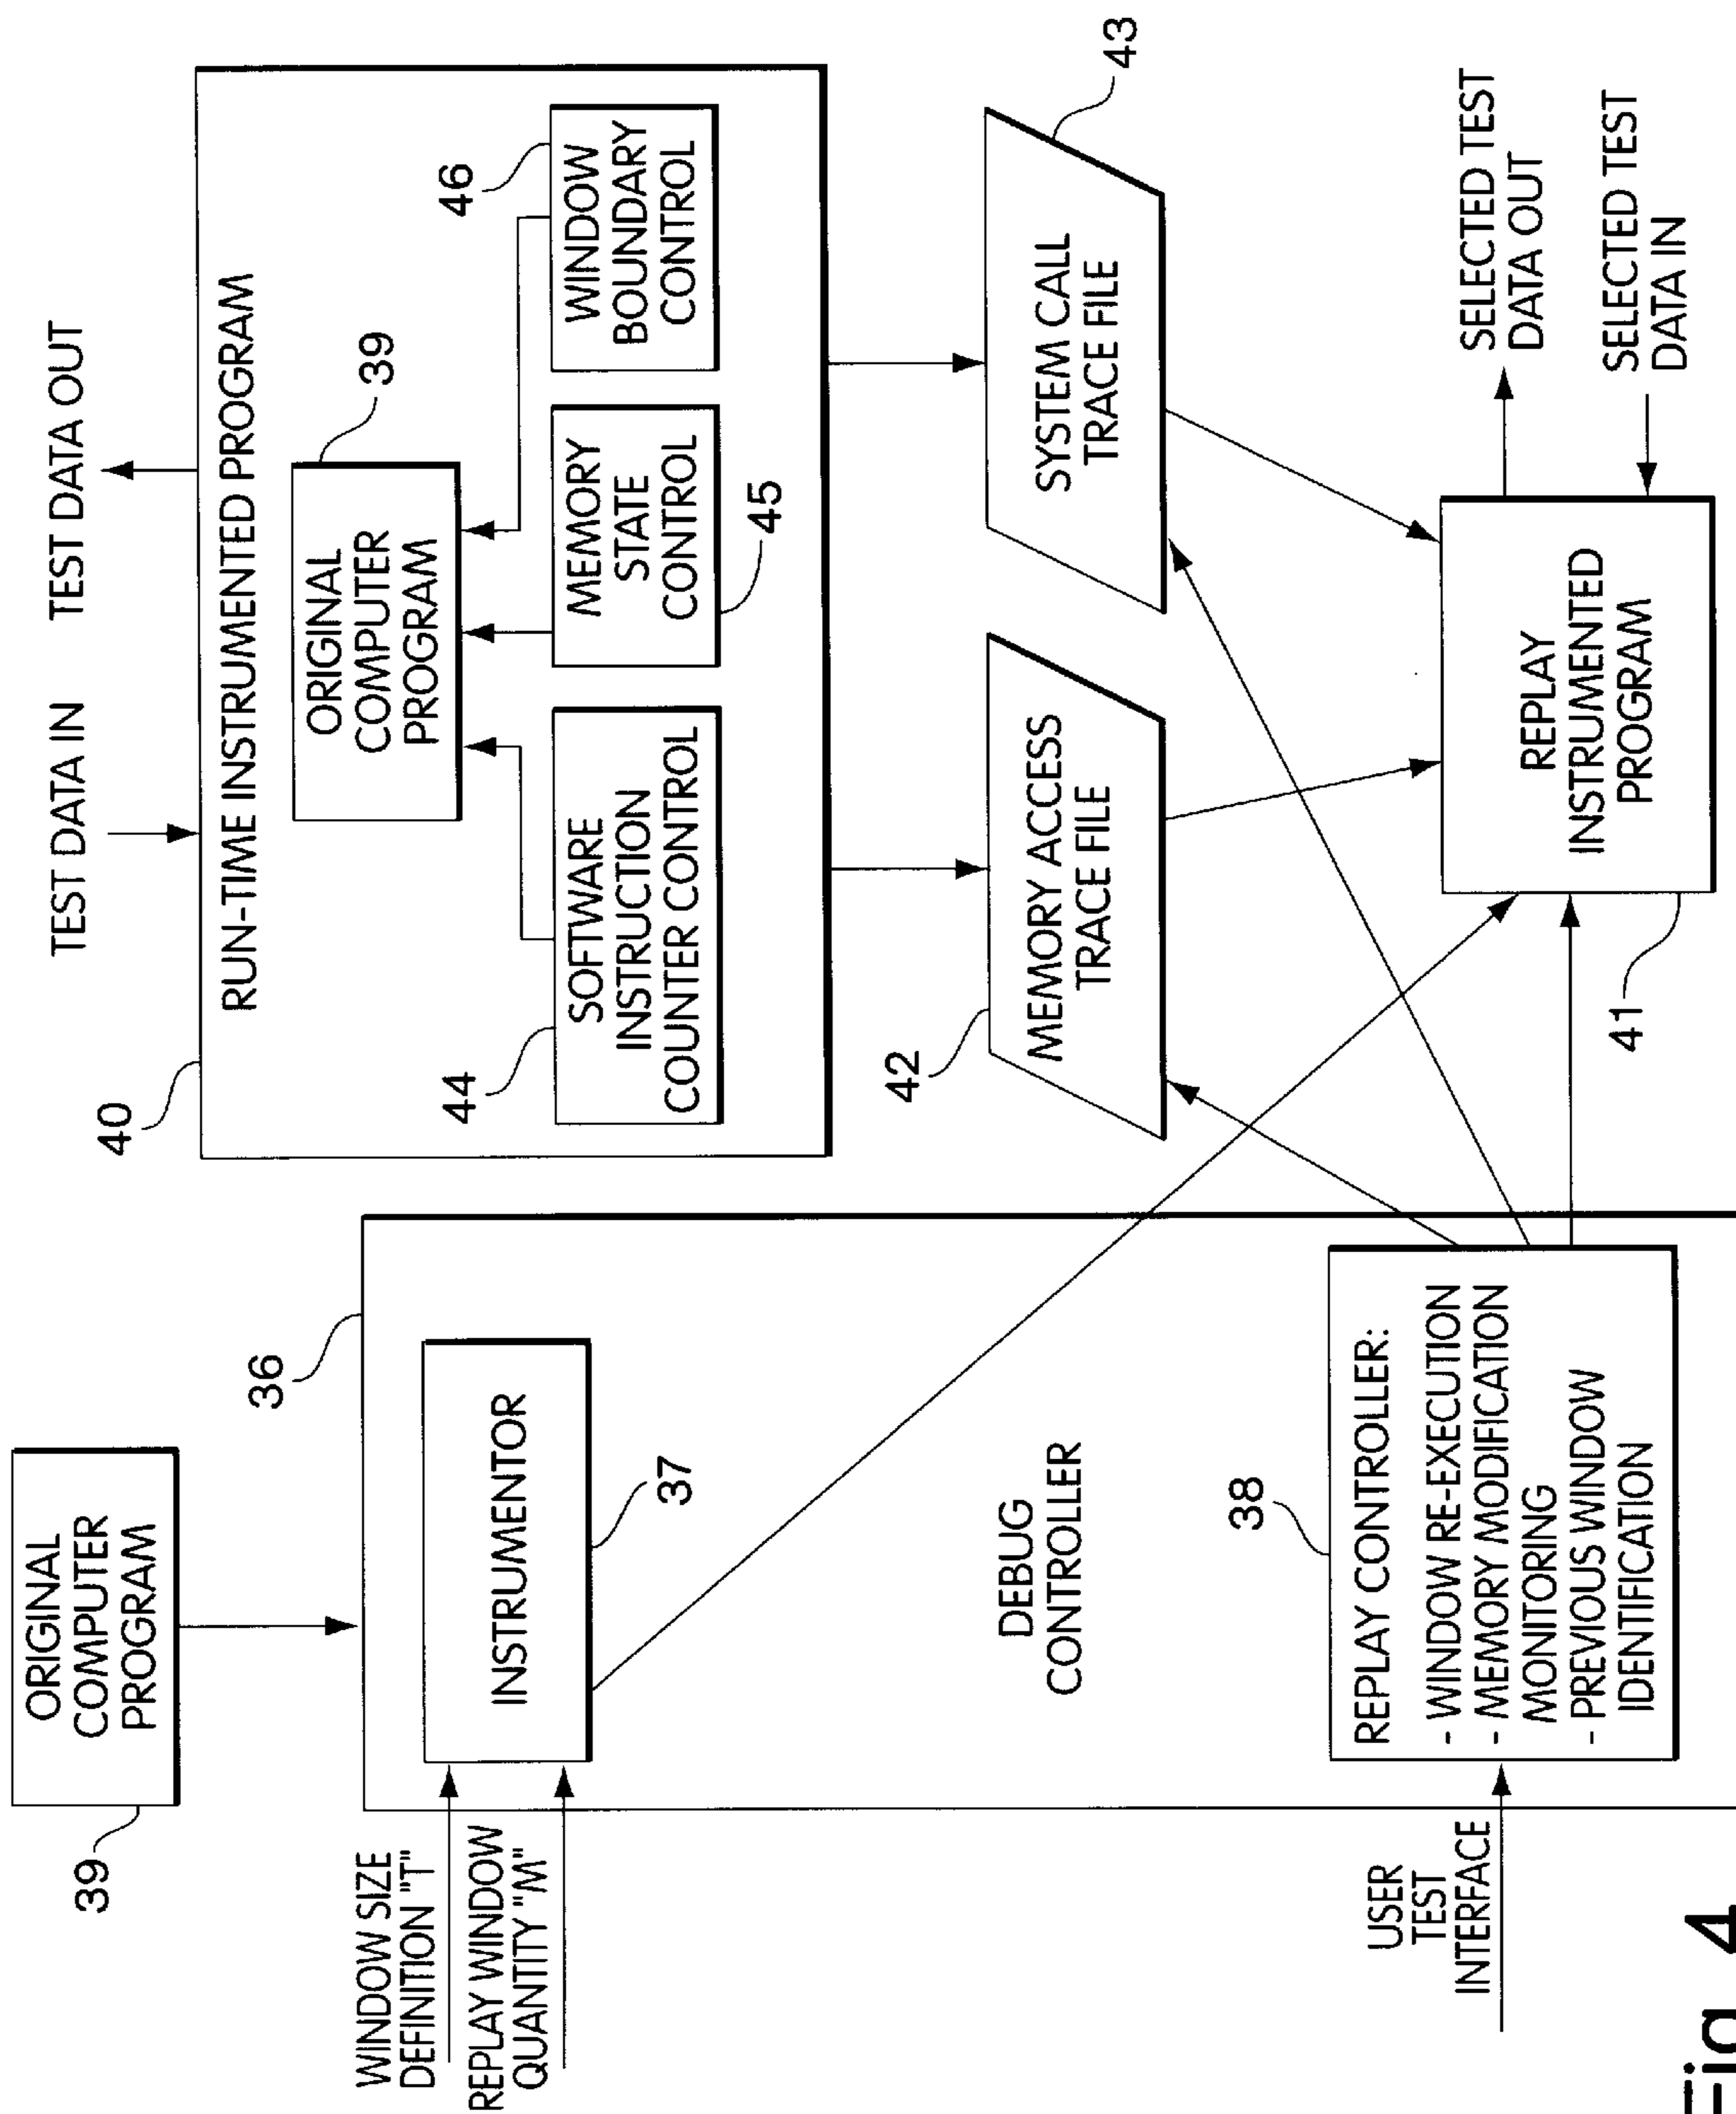 39
ORIGINAL
COMPUTER
PROGRAM
TEST DATA IN
TEST DATA OUT
40
RUN-TIME INSTRUMENTED PROGRAM
39
ORIGINAL
COMPUTER
PROGRAM
44
SOFTWARE
INSTRUCTION
COUNTER CONTROL
MEMORY
STATE
CONTROL
45
46
WINDOW
BOUNDARY
CONTROL
36
WINDOW SIZE
DEFINITION "T"
REPLAY WINDOW
QUANTITY "M"
INSTRUMENTOR
37
DEBUG
CONTROLLER
42
MEMORY ACCESS
TRACE FILE
SYSTEM CALL
TRACE FILE
43
USER
TEST
INTERFACE
38
REPLAY CONTROLLER:
- WINDOW RE-EXECUTION
- MEMORY MODIFICATION
MONITORING
- PREVIOUS WINDOW
IDENTIFICATION
41
REPLAY
INSTRUMENTED
PROGRAM
SELECTED TEST
DATA OUT
SELECTED TEST
DATA IN
Fig. 4